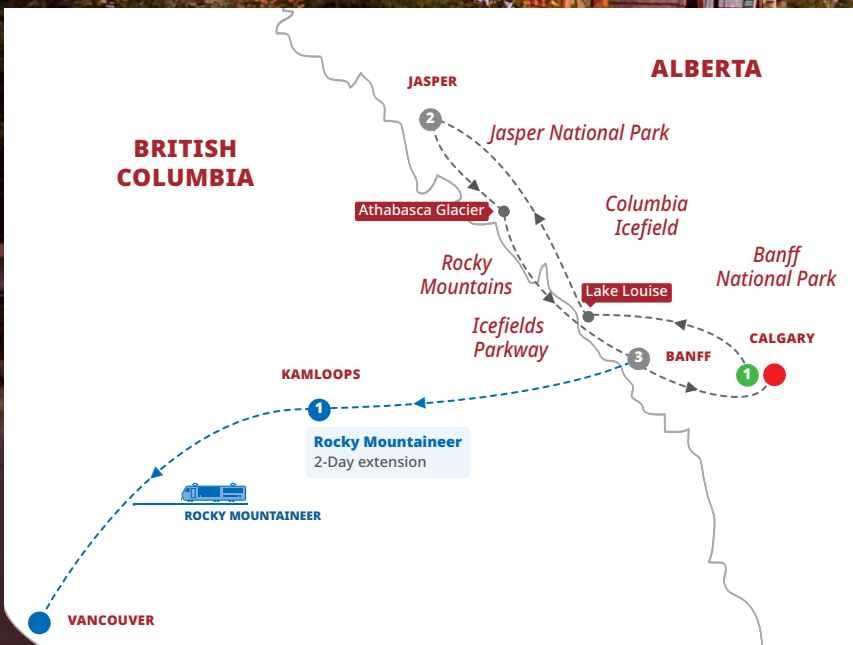 ALBERTA
JASPER
2
Jasper National Park
BRITISH
COLUMBIA
Athabasca Glacier
Columbia
Icefield
Rocky
Mountains
Banff
National Park
Lake Louise
Icefields
Parkway
CALGARY
3
BANFF
1
KAMLOOPS
1
Rocky Mountaineer
2-Day extension
ROCKY MOUNTAINEER
VANCOUVER